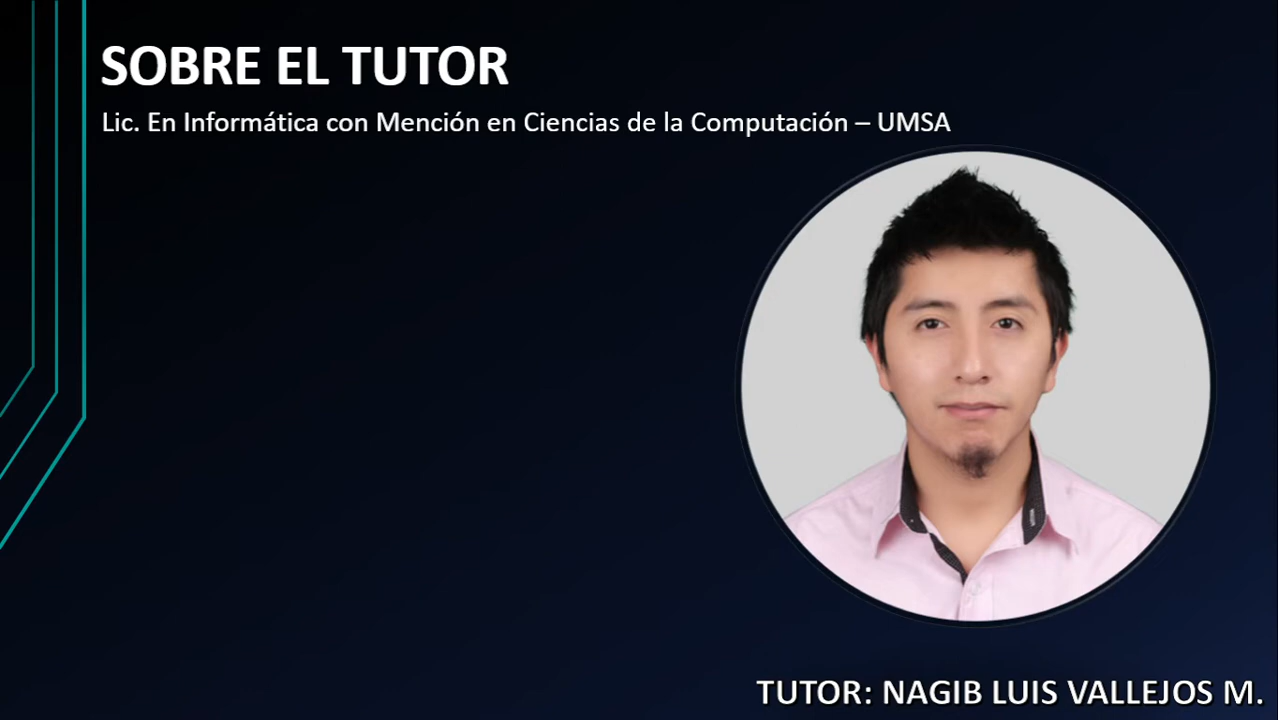 SOBRE EL TUTOR
Lic. En Informática con Mención en Ciencias de la Computación – UMSA
TUTOR: NAGIB LUIS VALLEJOS M.